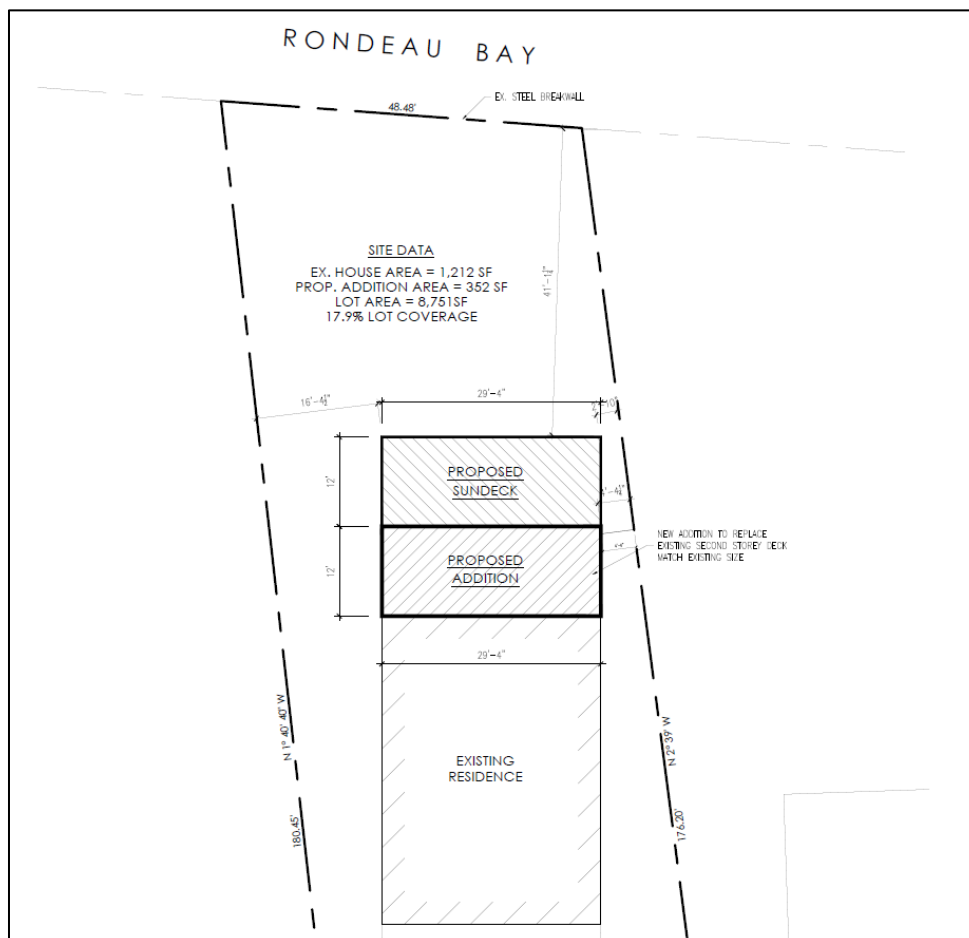 RONDEAU BAY
EX. STEEL BREAKWALL
48.48'
SITE DATA
EX. HOUSE AREA = 1,212 SF
PROP. ADDITION AREA = 352 SF
LOT AREA = 8,751SF
17.9% LOT COVERAGE
29'-4"
12'
PROPOSED
SUNDECK
NEW ADDITION TO REPLACE
EXISTING SECOND STOREY DECK
MATCH EXISTING SIZE
12'
PROPOSED
ADDITION
29'-4"
N 1° 40' 40" W
N 2° 39' W
EXISTING
RESIDENCE
180.45'
176.20'